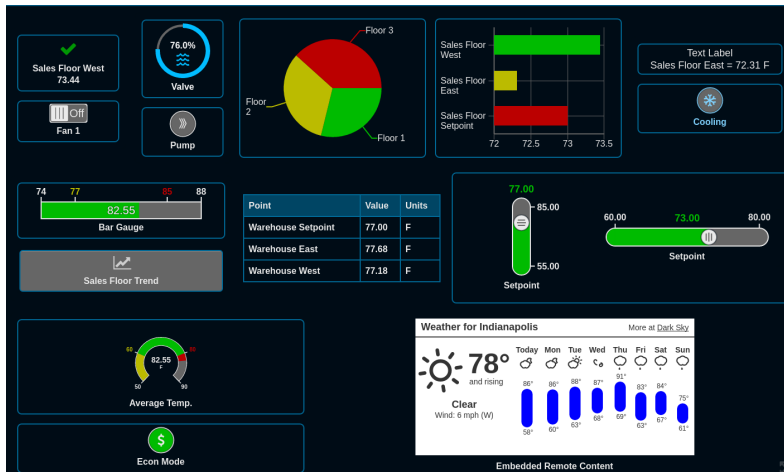 Sales Floor West
73.44
Off
Fan 1
76.0%
Valve
Pump
Floor 3
Floor
2
Floor 1
Sales Floor
West
Sales Floor
East
Sales Floor
Setpoint
72 72.5 73 73.5
Text Label
Sales Floor East = 72.31 F
Cooling
74 77 85 88
82.55
Bar Gauge
Sales Floor Trend
Point Value Units
Warehouse Setpoint 77.00 F
Warehouse East 77.68 F
Warehouse West 77.18 F
77.00
85.00
55.00
Setpoint
60.00 73.00 80.00
Setpoint
60
82.55
F
50 90
Average Temp.
$
Econ Mode
Weather for Indianapolis More at Dark Sky
78°
and rising
Clear
Wind: 6 mph (W)
Today Mon Tue Wed Thu Fri Sat Sun
86° 86° 88° 87° 91° 83° 84° 75°
58° 60° 63° 68° 69° 63° 67° 61°
Embedded Remote Content